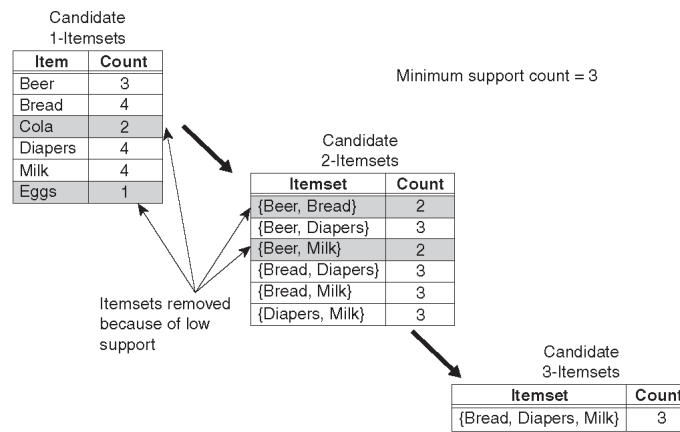 Candidate
1-Itemsets
Item Count
Beer 3
Bread 4
Cola 2
Diapers 4
Milk 4
Eggs 1
Minimum support count = 3
Candidate
2-Itemsets
Itemset Count
{Beer, Bread} 2
{Beer, Diapers} 3
{Beer, Milk} 2
{Bread, Diapers} 3
{Bread, Milk} 3
{Diapers, Milk} 3
Itemsets removed
because of low
support
Candidate
3-Itemsets
Itemset Count
{Bread, Diapers, Milk} 3